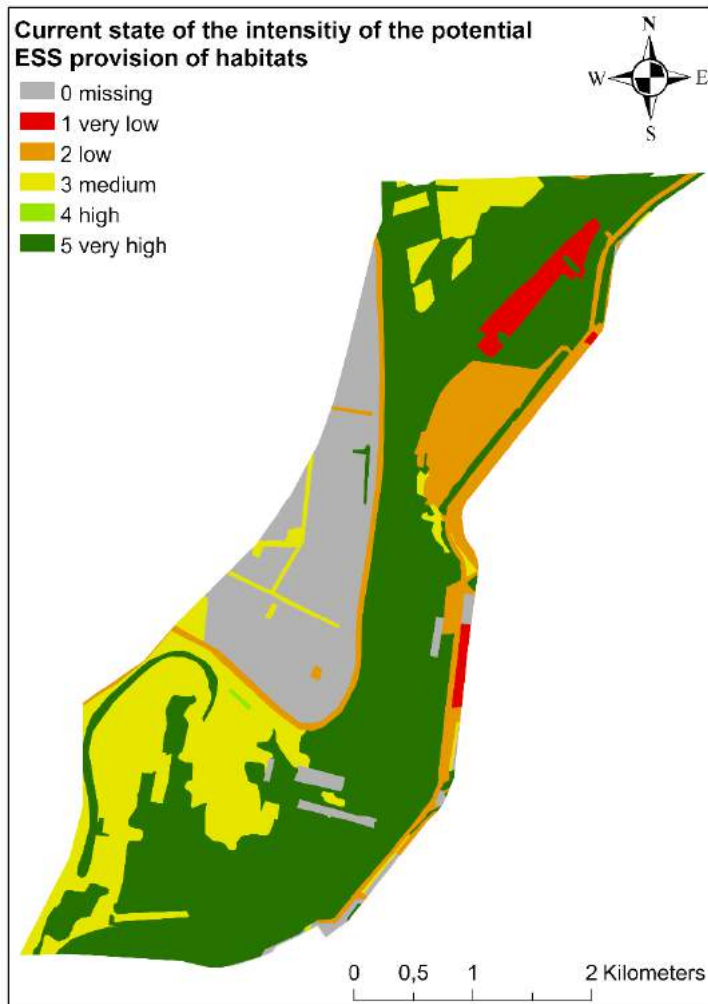 Current state of the intensitiy of the potential
ESS provision of habitats
0 missing
1 very low
2 low
3 medium
4 high
5 very high
N
W E
S
0 0,5 1 2 Kilometers